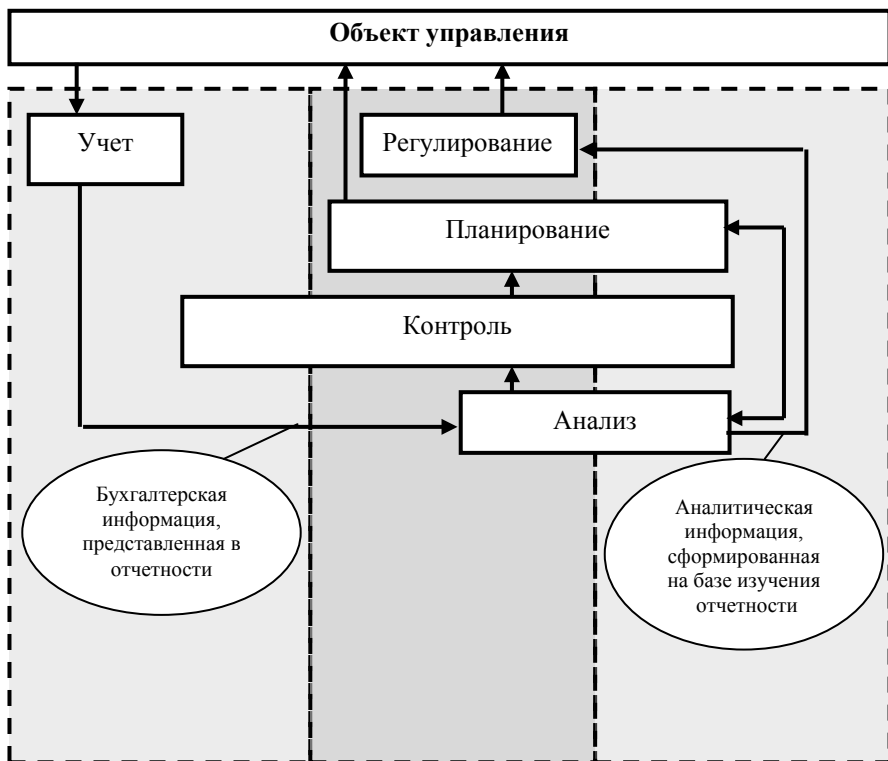 Объект управления
Учет
Регулирование
Планирование
Контроль
Анализ
Бухгалтерская
информация,
представленная в
отчетности
Аналитическая
информация,
сформированная
на базе изучения
отчетности